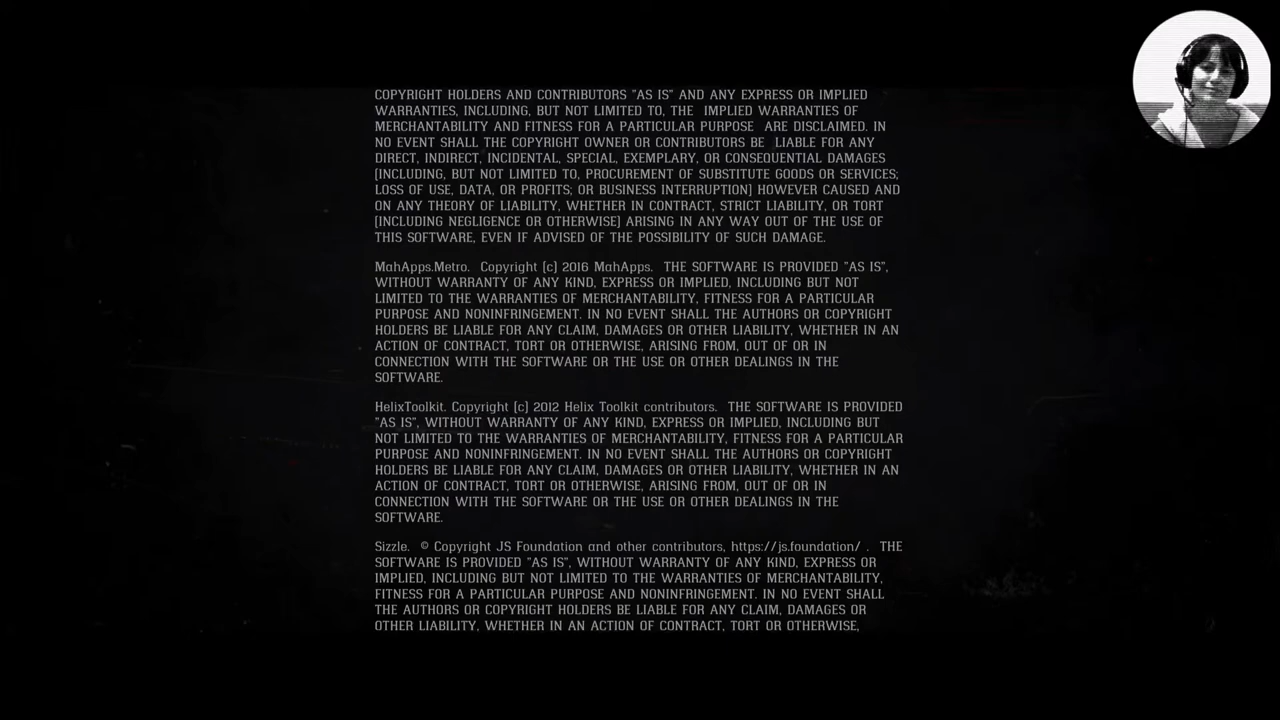 COPYRIGHT HOLDERS AND CONTRIBUTORS "AS IS" AND ANY EXPRESS OR IMPLIED
WARRANTIES, INCLUDING, BUT NOT LIMITED TO, THE  IMPLIED WARRANTIES OF
MERCHANTABILITY AND FITNESS FOR A PARTICULAR PURPOSE  ARE DISCLAIMED. IN
NO EVENT SHALL THE COPYRIGHT OWNER OR CONTRIBUTORS BE  LIABLE FOR ANY
DIRECT, INDIRECT, INCIDENTAL, SPECIAL, EXEMPLARY, OR CONSEQUENTIAL DAMAGES
[INCLUDING, BUT NOT LIMITED TO, PROCUREMENT OF SUBSTITUTE GOODS OR SERVICES;
LOSS OF USE, DATA, OR PROFITS; OR BUSINESS INTERRUPTION] HOWEVER CAUSED AND
ON ANY THEORY OF LIABILITY, WHETHER IN CONTRACT, STRICT LIABILITY, OR TORT
[INCLUDING NEGLIGENCE OR OTHERWISE] ARISING IN ANY WAY OUT OF THE USE OF
THIS SOFTWARE, EVEN IF ADVISED OF THE POSSIBILITY OF SUCH DAMAGE.
MahApps.Metro.  Copyright [c] 2016 MahApps.  THE SOFTWARE IS PROVIDED "AS IS",
WITHOUT WARRANTY OF ANY KIND, EXPRESS OR IMPLIED, INCLUDING BUT NOT
LIMITED TO THE WARRANTIES OF MERCHANTABILITY, FITNESS FOR A PARTICULAR
PURPOSE AND NONINFRINGEMENT. IN NO EVENT SHALL THE AUTHORS OR COPYRIGHT
HOLDERS BE LIABLE FOR ANY CLAIM, DAMAGES OR OTHER LIABILITY, WHETHER IN AN
ACTION OF CONTRACT, TORT OR OTHERWISE, ARISING FROM, OUT OF OR IN
CONNECTION WITH THE SOFTWARE OR THE USE OR OTHER DEALINGS IN THE
SOFTWARE.
HelixToolkit. Copyright [c] 2012 Helix Toolkit contributors.  THE SOFTWARE IS PROVIDED
"AS IS", WITHOUT WARRANTY OF ANY KIND, EXPRESS OR IMPLIED, INCLUDING BUT
NOT LIMITED TO THE WARRANTIES OF MERCHANTABILITY, FITNESS FOR A PARTICULAR
PURPOSE AND NONINFRINGEMENT. IN NO EVENT SHALL THE AUTHORS OR COPYRIGHT
HOLDERS BE LIABLE FOR ANY CLAIM, DAMAGES OR OTHER LIABILITY, WHETHER IN AN
ACTION OF CONTRACT, TORT OR OTHERWISE, ARISING FROM, OUT OF OR IN
CONNECTION WITH THE SOFTWARE OR THE USE OR OTHER DEALINGS IN THE
SOFTWARE.
Sizzle.  © Copyright JS Foundation and other contributors, https://js.foundation/ .  THE
SOFTWARE IS PROVIDED "AS IS", WITHOUT WARRANTY OF ANY KIND, EXPRESS OR
IMPLIED, INCLUDING BUT NOT LIMITED TO THE WARRANTIES OF MERCHANTABILITY,
FITNESS FOR A PARTICULAR PURPOSE AND NONINFRINGEMENT. IN NO EVENT SHALL
THE AUTHORS OR COPYRIGHT HOLDERS BE LIABLE FOR ANY CLAIM, DAMAGES OR
OTHER LIABILITY, WHETHER IN AN ACTION OF CONTRACT, TORT OR OTHERWISE,